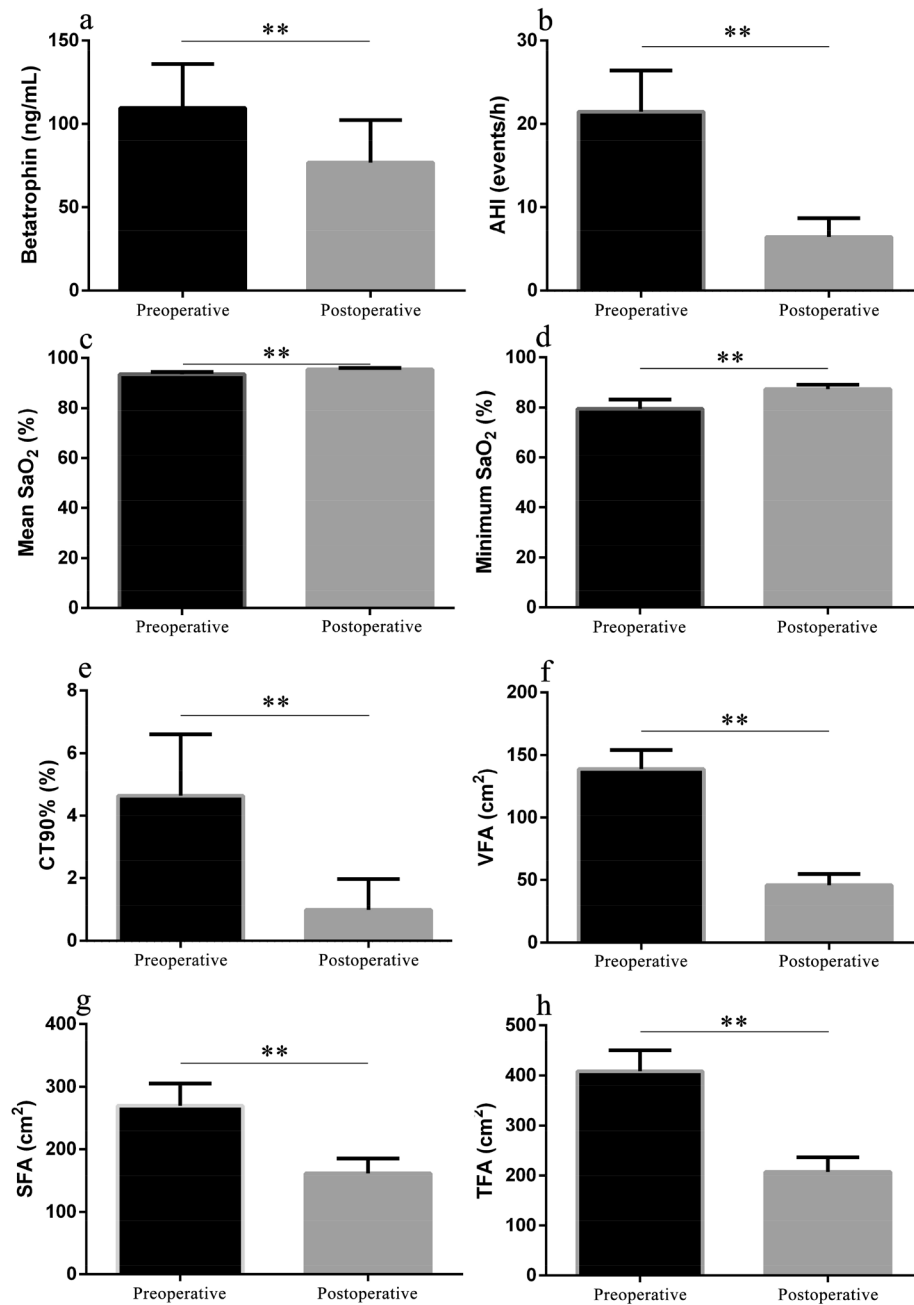 a
**
150
100
50
0
Betatrophin (ng/mL)
Preoperative
Postoperative
b
**
30
20
10
0
AHI (events/h)
Preoperative
Postoperative
c
**
100
80
60
40
20
0
Mean SaO₂ (%)
Preoperative
Postoperative
d
**
100
80
60
40
20
0
Minimum SaO₂ (%)
Preoperative
Postoperative
e
**
8
6
4
2
0
CT90% (%)
Preoperative
Postoperative
f
**
200
150
100
50
0
VFA (cm²)
Preoperative
Postoperative
g
**
400
300
200
100
0
SFA (cm²)
Preoperative
Postoperative
h
**
500
400
300
200
100
0
TFA (cm²)
Preoperative
Postoperative